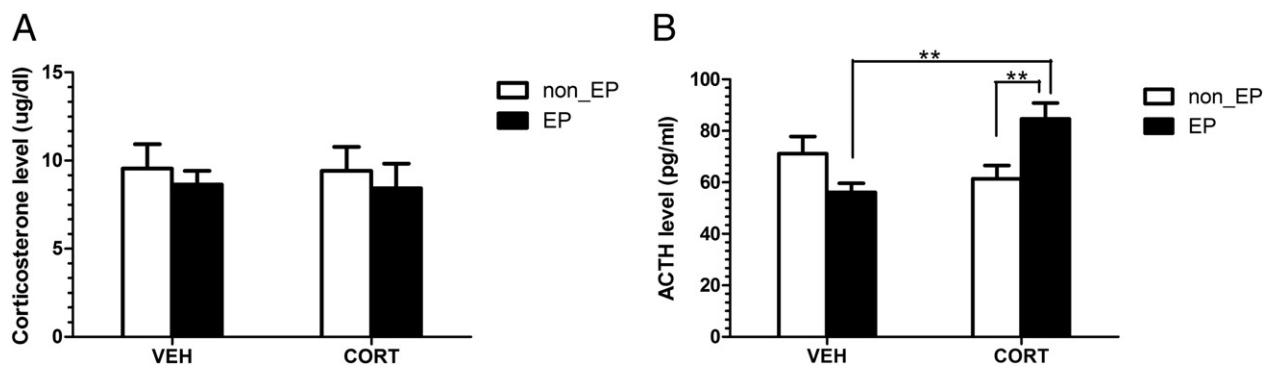 A
Corticosterone level (ug/dl)
15
10
5
0
VEH
CORT
non_EP
EP
B
ACTH level (pg/ml)
100
80
60
40
20
0
**
**
VEH
CORT
non_EP
EP